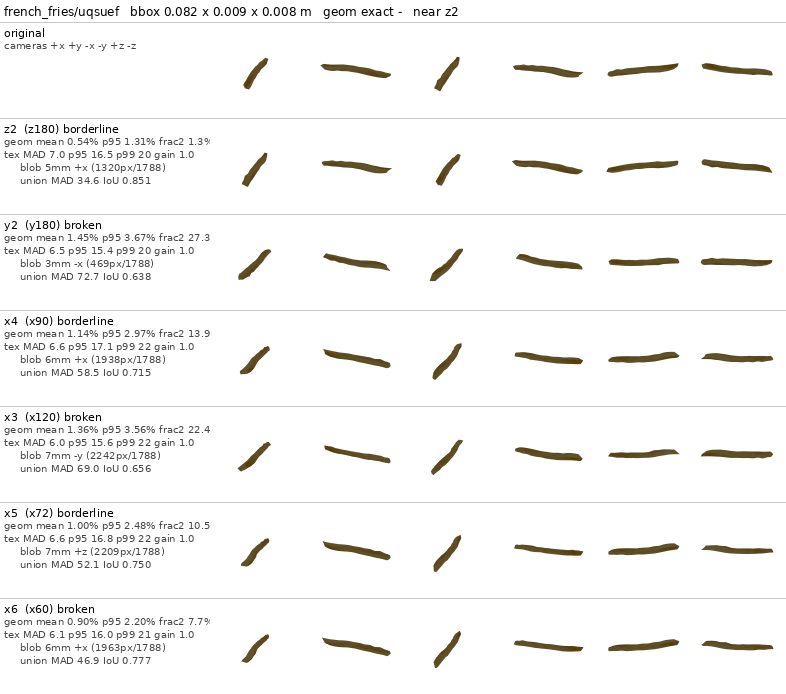 french_fries/uqsuef   bbox 0.082 x 0.009 x 0.008 m   geom exact -   near z2
original
cameras +x +y -x -y +z -z
z2  (z180) borderline
geom mean 0.54% p95 1.31% frac2 1.3%
tex MAD 7.0 p95 16.5 p99 20 gain 1.0
blob 5mm +x (1320px/1788)
union MAD 34.6 IoU 0.851
y2  (y180) broken
geom mean 1.45% p95 3.67% frac2 27.3
tex MAD 6.5 p95 15.4 p99 20 gain 1.0
blob 3mm -x (469px/1788)
union MAD 72.7 IoU 0.638
x4  (x90) borderline
geom mean 1.14% p95 2.97% frac2 13.9
tex MAD 6.6 p95 17.1 p99 22 gain 1.0
blob 6mm +x (1938px/1788)
union MAD 58.5 IoU 0.715
x3  (x120) broken
geom mean 1.36% p95 3.56% frac2 22.4
tex MAD 6.0 p95 15.6 p99 22 gain 1.0
blob 7mm -y (2242px/1788)
union MAD 69.0 IoU 0.656
x5  (x72) borderline
geom mean 1.00% p95 2.48% frac2 10.5
tex MAD 6.6 p95 16.8 p99 22 gain 1.0
blob 7mm +z (2209px/1788)
union MAD 52.1 IoU 0.750
x6  (x60) broken
geom mean 0.90% p95 2.20% frac2 7.7%
tex MAD 6.1 p95 16.0 p99 21 gain 1.0
blob 6mm +x (1963px/1788)
union MAD 46.9 IoU 0.777